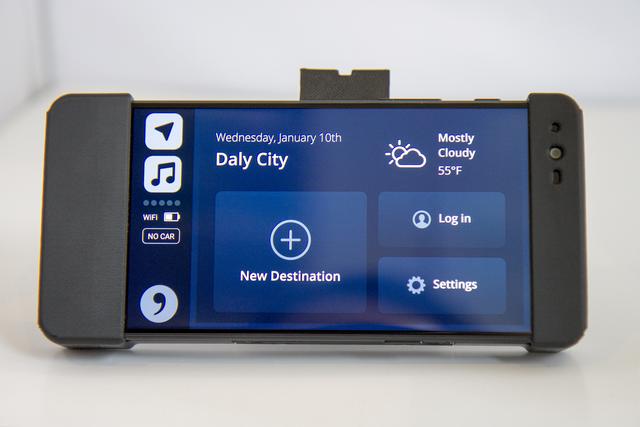 Wednesday, January 10th
Daly City
Mostly
Cloudy
55°F
WiFi
NO CAR
New Destination
Log in
Settings